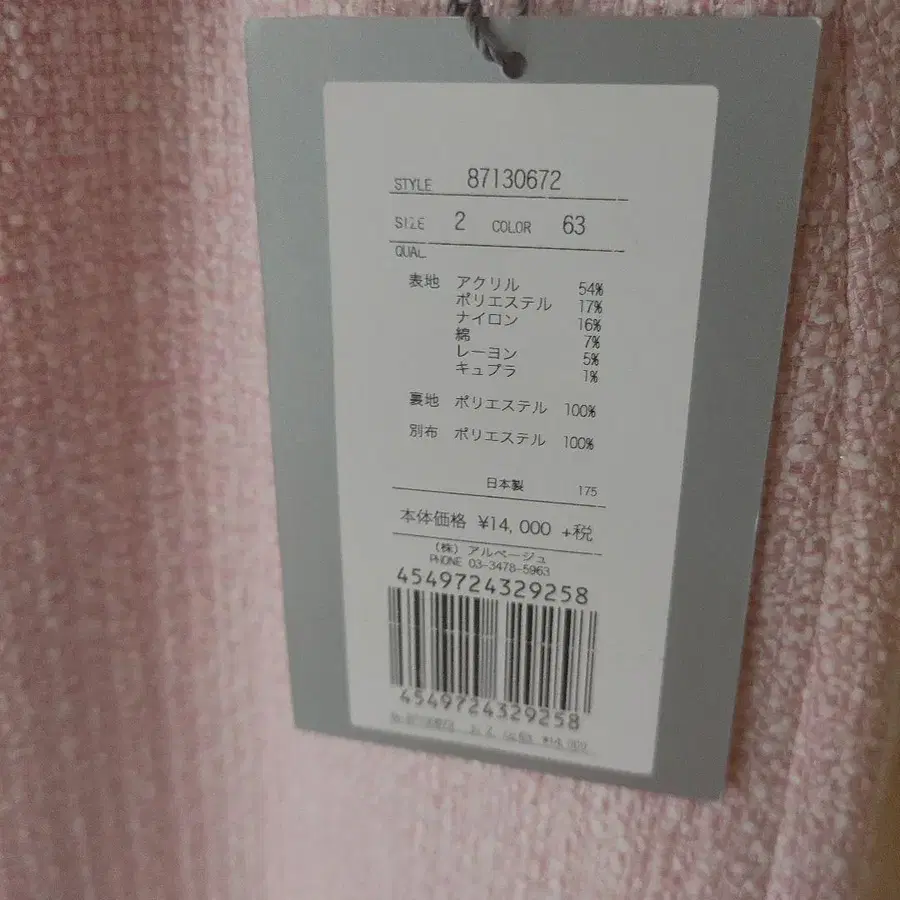 STYLE 87130672
SIZE 2 COLOR 63
QUAL
表地 アクリル 54%
ポリエステル 17%
ナイロン 16%
綿 7%
レーヨン 5%
キュプラ 1%
裏地 ポリエステル 100%
別布 ポリエステル 100%
日本製 175
本体価格 ¥14,000 +税
(株) アルページュ
PHONE 03-3478-5963
4549724329258
4549724329258
¥14,000